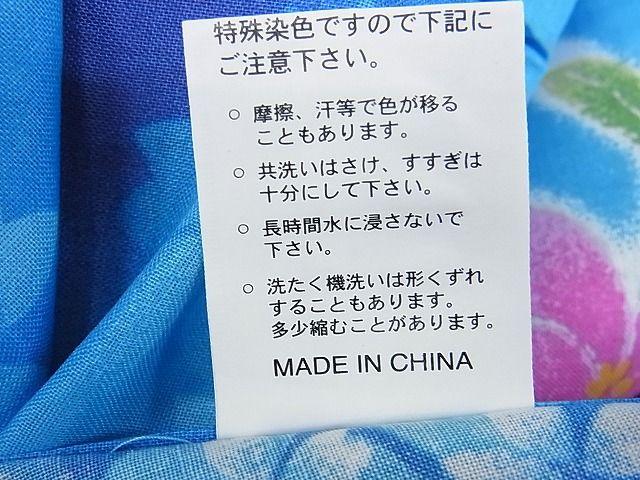 特殊染色ですので下記に
ご注意下さい。
○ 摩擦、汗等で色が移る
こともあります。
○ 共洗いはさけ、すすぎは
十分にして下さい。
○ 長時間水に浸さないで
下さい。
○ 洗たく機洗いは形くずれ
することもあります。
多少縮むことがあります。
MADE IN CHINA